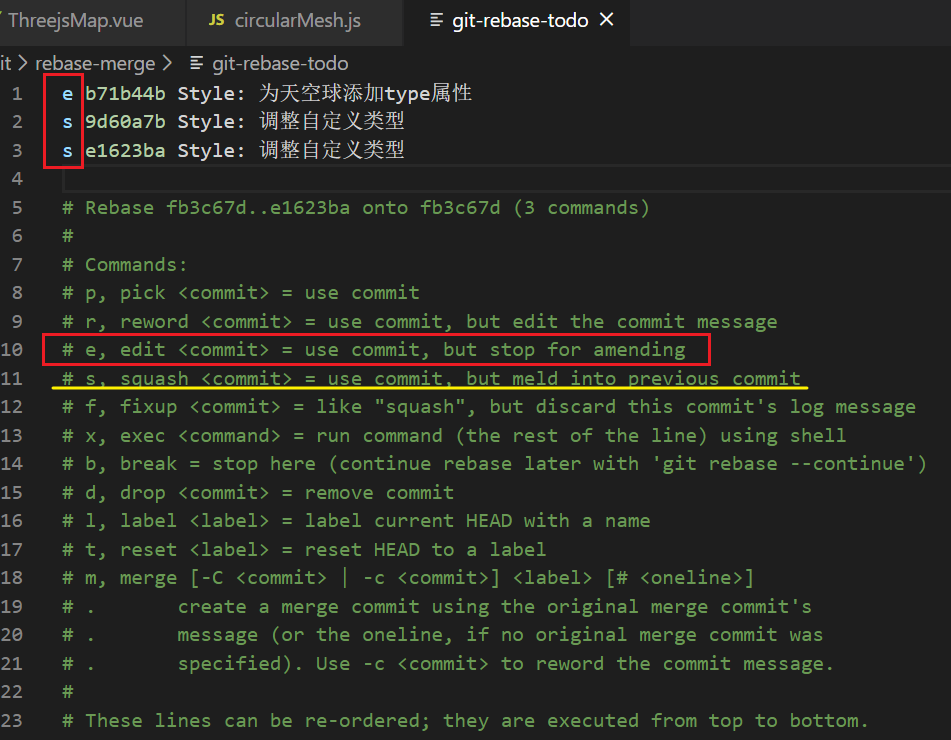 ThreejsMap.vue JS circularMesh.js git-rebase-todo
it > rebase-merge > git-rebase-todo
1 e b71b44b Style: 为天空球添加type属性
2 s 9d60a7b Style: 调整自定义类型
3 s e1623ba Style: 调整自定义类型
4
5 # Rebase fb3c67d..e1623ba onto fb3c67d (3 commands)
6 #
7 # Commands:
8 # p, pick <commit> = use commit
9 # r, reword <commit> = use commit, but edit the commit message
10 # e, edit <commit> = use commit, but stop for amending
11 # s, squash <commit> = use commit, but meld into previous commit
12 # f, fixup <commit> = like "squash", but discard this commit's log message
13 # x, exec <command> = run command (the rest of the line) using shell
14 # b, break = stop here (continue rebase later with 'git rebase --continue')
15 # d, drop <commit> = remove commit
16 # l, label <label> = label current HEAD with a name
17 # t, reset <label> = reset HEAD to a label
18 # m, merge [-C <commit> | -c <commit>] <label> [# <oneline>]
19 # .       create a merge commit using the original merge commit's
20 # .       message (or the oneline, if no original merge commit was
21 # .       specified). Use -c <commit> to reword the commit message.
22 #
23 # These lines can be re-ordered; they are executed from top to bottom.